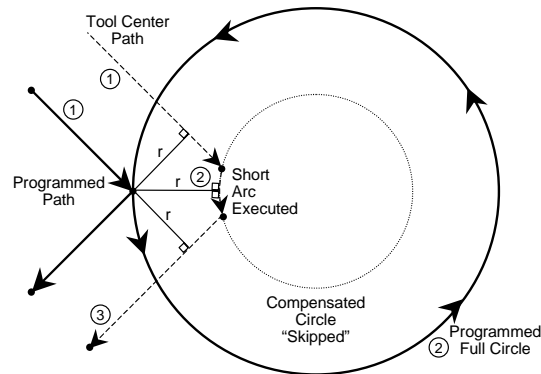 Tool Center
Path
1
1
r
Programmed
Path
r
2
Short
Arc
Executed
r
3
Compensated
Circle
“Skipped”
2
Programmed
Full Circle